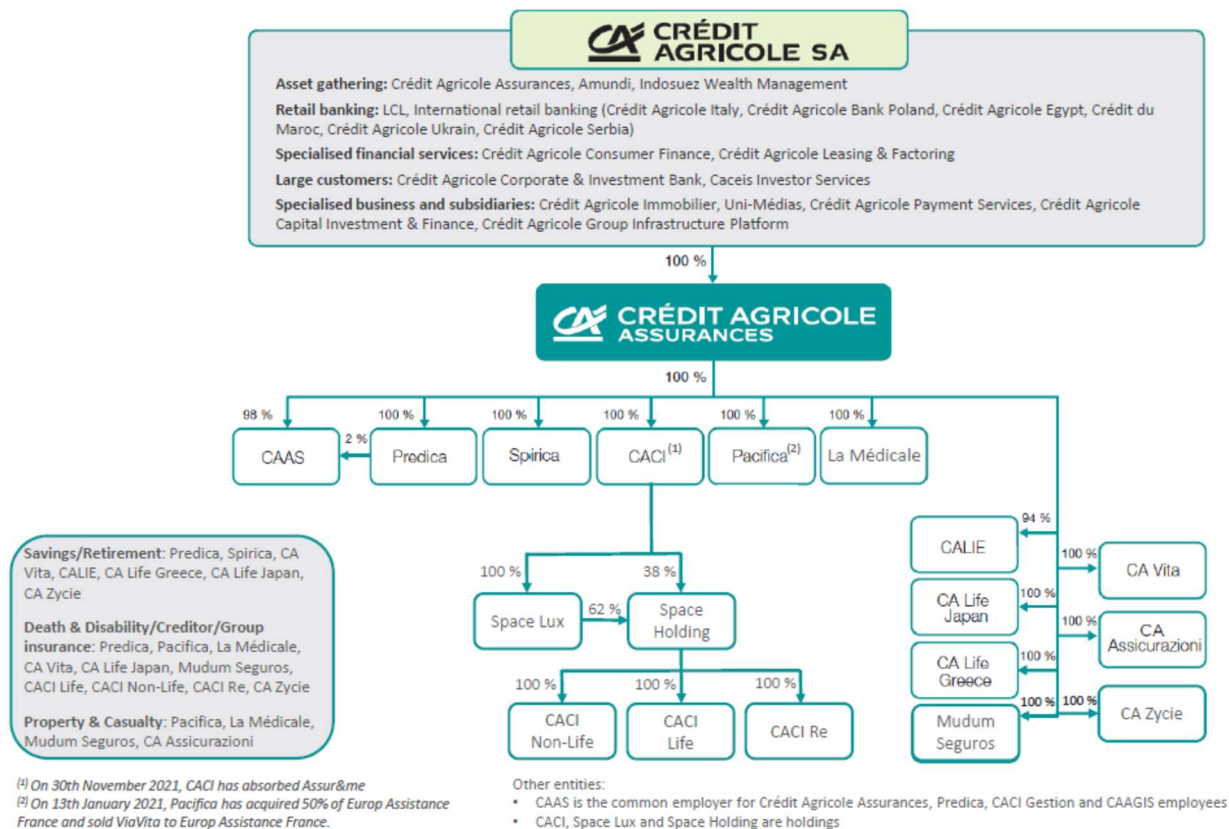 CRÉDIT
AGRICOLE SA
Asset gathering: Crédit Agricole Assurances, Amundi, Indosuez Wealth Management
Retail banking: LCL, International retail banking (Crédit Agricole Italy, Crédit Agricole Bank Poland, Crédit Agricole Egypt, Crédit du
Maroc, Crédit Agricole Ukrain, Crédit Agricole Serbia)
Specialised financial services: Crédit Agricole Consumer Finance, Crédit Agricole Leasing & Factoring
Large customers: Crédit Agricole Corporate & Investment Bank, Caceis Investor Services
Specialised business and subsidiaries: Crédit Agricole Immobilier, Uni-Médias, Crédit Agricole Payment Services, Crédit Agricole
Capital Investment & Finance, Crédit Agricole Group Infrastructure Platform
100 %
CRÉDIT AGRICOLE
ASSURANCES
100 %
98 % 100 % 100 % 100 % 100 % 100 %
2 %
CAAS Predica Spirica CACI (1) Pacifica(2) La Médicale
94 %
CALIE
100 %
CA Vita
100 %
CA Life
Japan
100 %
CA
Assicurazioni
100 %
CA Life
Greece
100 % 100 %
Mudum
Seguros
CA Zycie
100 % 38 %
Space Lux
62 %
Space
Holding
100 % 100 % 100 %
CACI
Non-Life
CACI
Life
CACI Re
Savings/Retirement: Predica, Spirica, CA
Vita, CALIE, CA Life Greece, CA Life Japan,
CA Zycie
Death & Disability/Creditor/Group
insurance: Predica, Pacifica, La Médicale,
CA Vita, CA Life Japan, Mudum Seguros,
CACI Life, CACI Non-Life, CACI Re, CA Zycie
Property & Casualty: Pacifica, La Médicale,
Mudum Seguros, CA Assicurazioni
(1) On 30th November 2021, CACI has absorbed Assur&me
(2) On 13th January 2021, Pacifica has acquired 50% of Europ Assistance
France and sold ViaVita to Europ Assistance France.
Other entities:
• CAAS is the common employer for Crédit Agricole Assurances, Predica, CACI Gestion and CAAGIS employees
• CACI, Space Lux and Space Holding are holdings